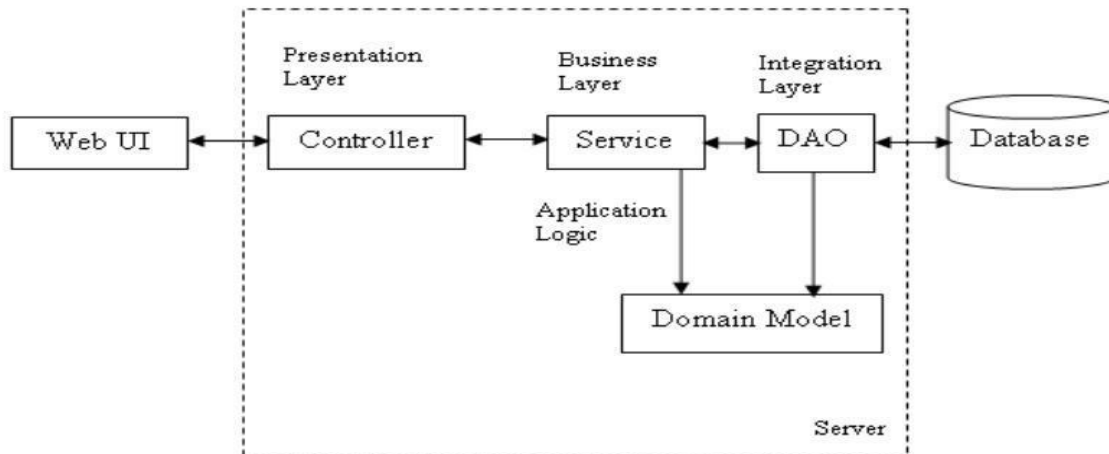 Presentation
Layer
Business
Layer
Integration
Layer
Web UI
Controller
Service
DAO
Database
Application
Logic
Domain Model
Server